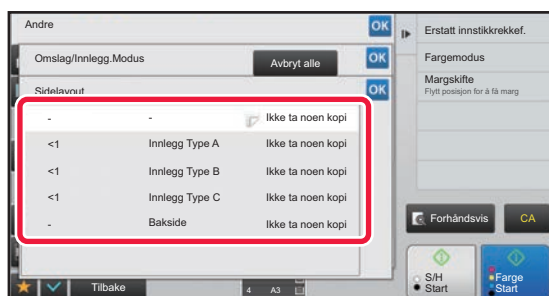 Andre
OK
Omslag/Innlegg.Modus
Avbryt alle
OK
Sidelayout
OK
- - Ikke ta noen kopi
<1 Innlegg Type A Ikke ta noen kopi
<1 Innlegg Type B Ikke ta noen kopi
<1 Innlegg Type C Ikke ta noen kopi
- Bakside Ikke ta noen kopi
Tilbake
4 A3
Erstatt innstikkrekkef.
Fargemodus
Margskifte
Flytt posisjon for å få marg
Forhåndsvis
CA
S/H
Start
Farge
Start